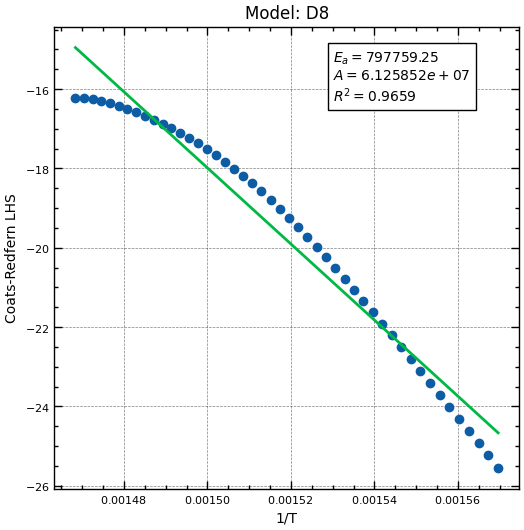 Model: D8
E_a = 797759.25
A = 6.125852e + 07
R^2 = 0.9659
Coats-Redfern LHS
−16
−18
−20
−22
−24
−26
0.00148 0.00150 0.00152 0.00154 0.00156
1/T